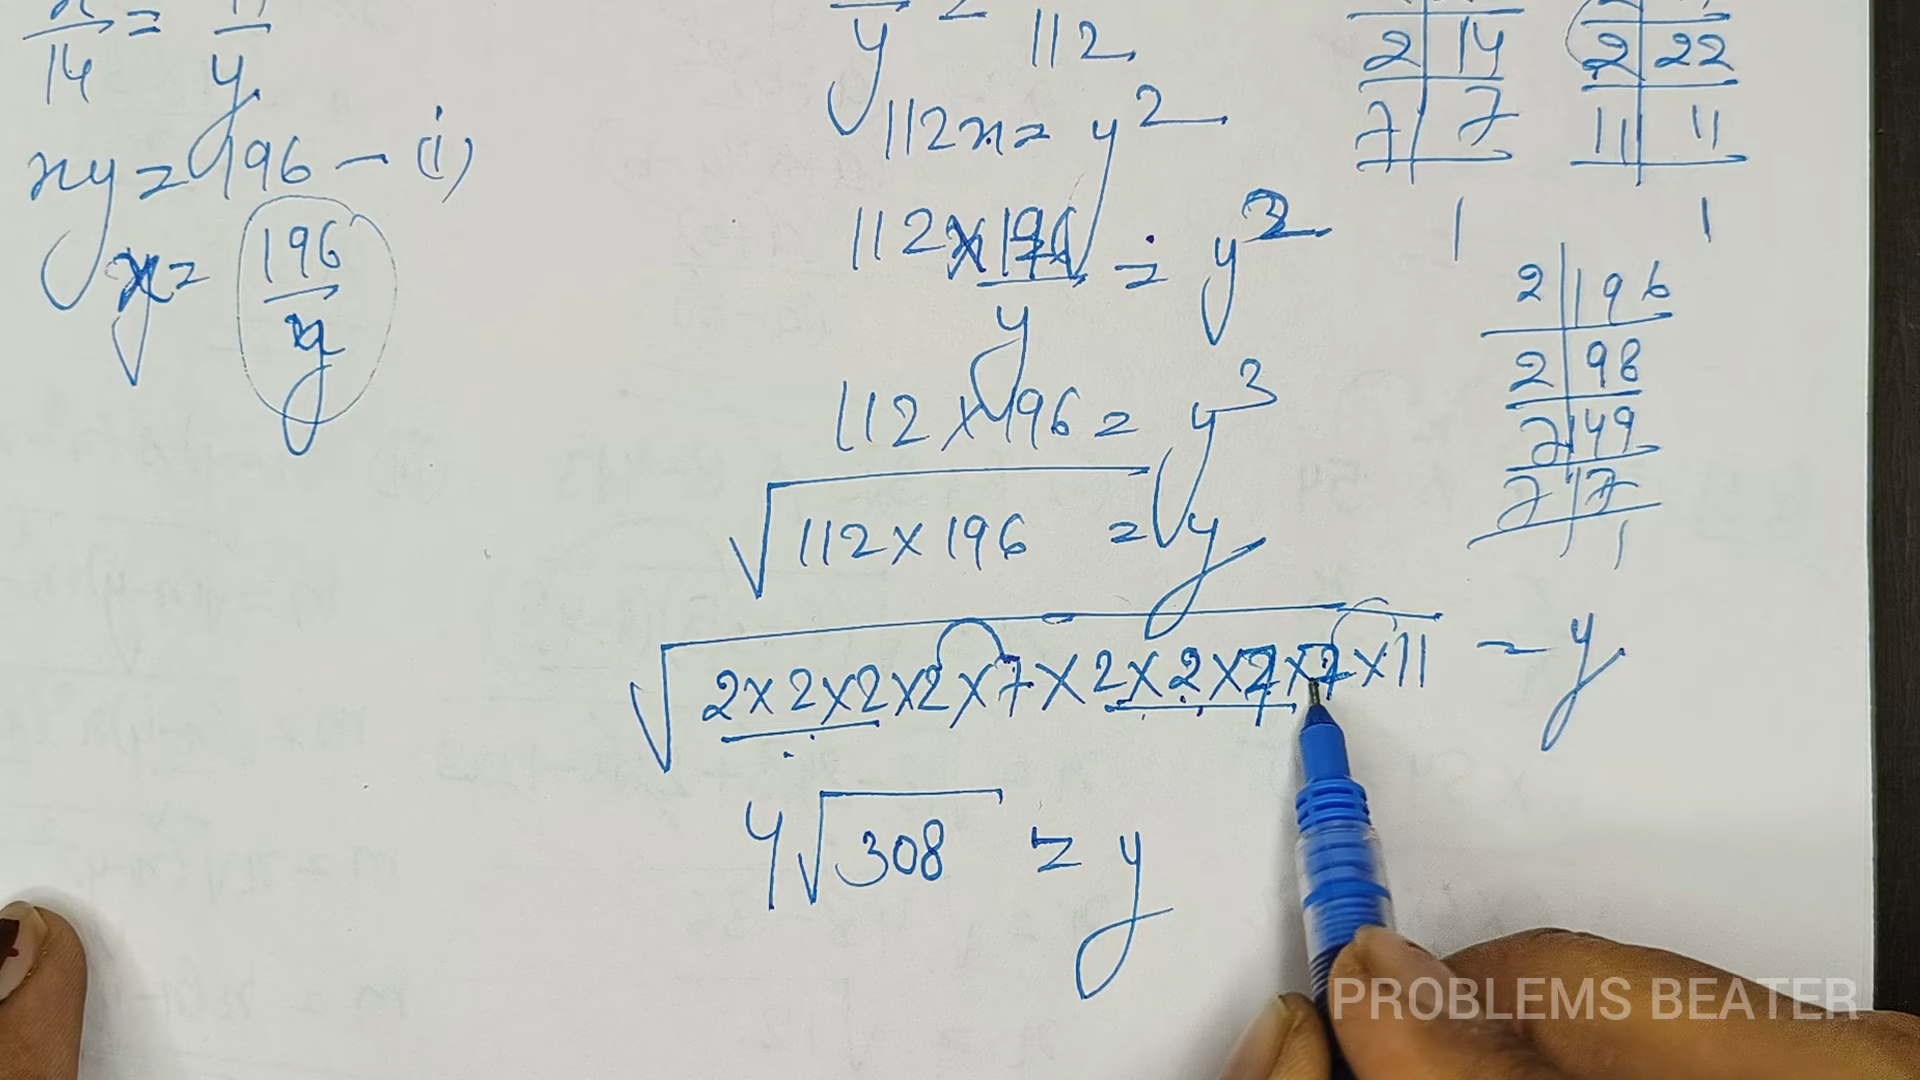 14 = y
xy = 196 - (i)
x = 196/y
y = 112
112x = y²
112 × 196/y = y²
112 × 196 = y³
√112 × 196 = y
√2×2×2×2×7×2×2×7×7×11 = y
4√308 = y
2 | 14
7 | 7
1
2 | 22
11 | 11
1
2 | 196
2 | 98
7 | 49
7 | 7
1
PROBLEMS BEATER